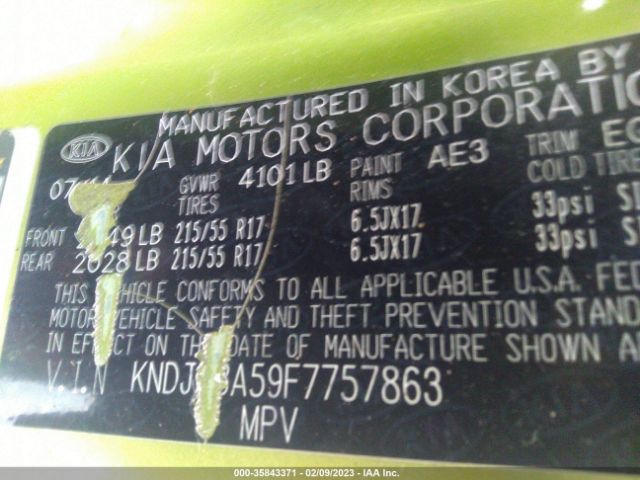 MANUFACTURED IN KOREA BY
KIA KIA MOTORS CORPORATIO
GVWR 4101LB PAINT AE3 TRIM EC
TIRES RIMS COLD TIRE
FRONT 215/55 R17 6.5JX17 33psi
REAR 2028LB 215/55 R17 6.5JX17 33psi
THIS VEHICLE CONFORMS TO ALL APPLICABLE U.S.A. FED
MOTOR VEHICLE SAFETY AND THEFT PREVENTION STAND
IN EFFECT ON THE DATE OF MANUFACTURE SHOWN A
V.I.N KNDJ A59F7757863
MPV
000-35843371 - 02/09/2023 - IAA Inc.